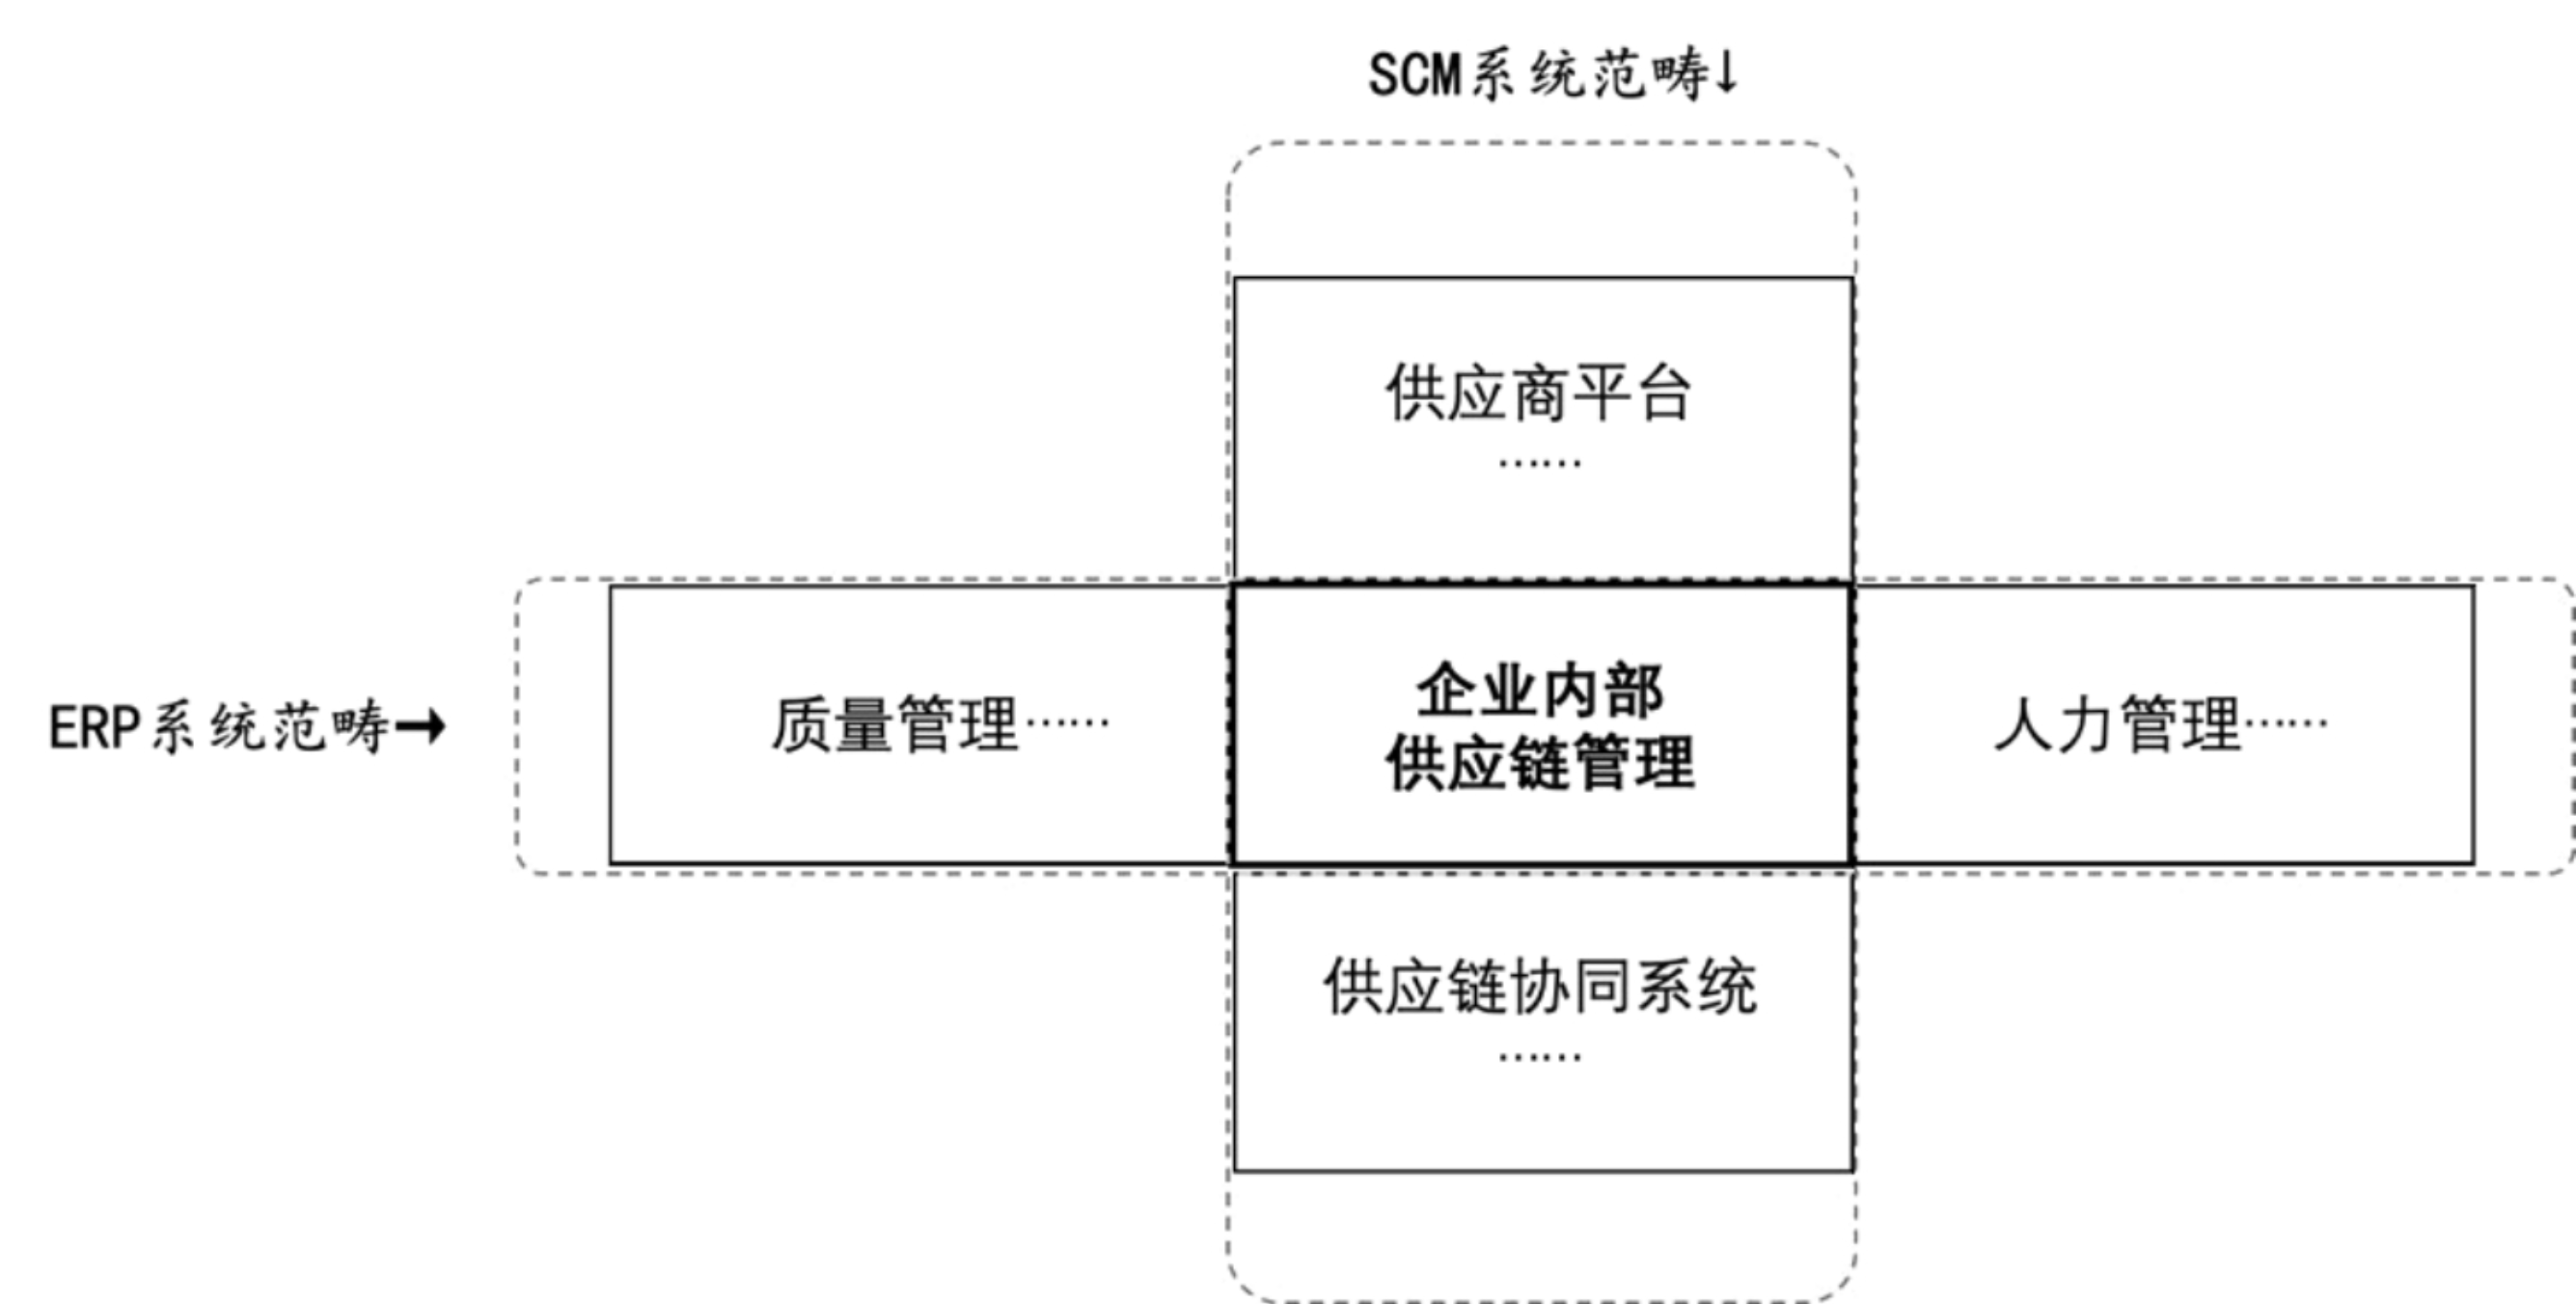 SCM系统范畴↓
供应商平台
……
ERP系统范畴→
质量管理……
企业内部
供应链管理
人力管理……
供应链协同系统
……